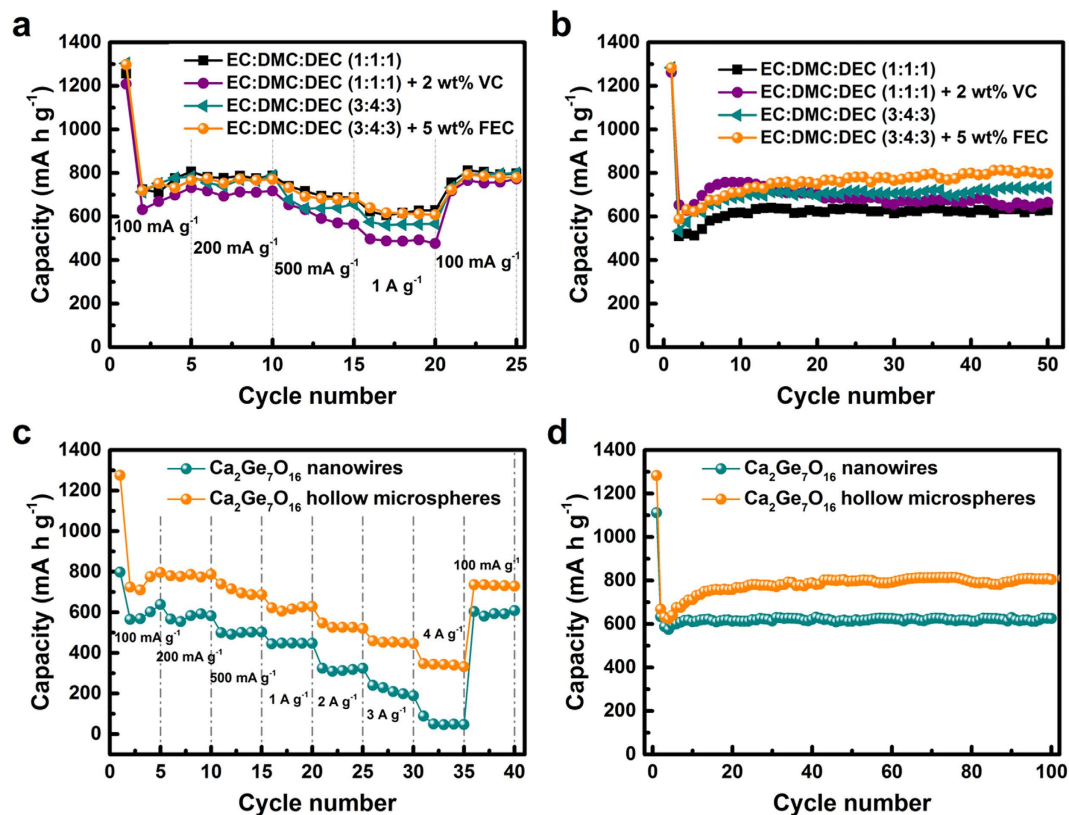 a
1400
1200
1000
800
600
400
200
0
Capacity (mA h g⁻¹)
EC:DMC:DEC (1:1:1)
EC:DMC:DEC (1:1:1) + 2 wt% VC
EC:DMC:DEC (3:4:3)
EC:DMC:DEC (3:4:3) + 5 wt% FEC
100 mA g⁻¹
200 mA g⁻¹
500 mA g⁻¹
1 A g⁻¹
100 mA g⁻¹
0 5 10 15 20 25
Cycle number
b
1400
1200
1000
800
600
400
200
0
Capacity (mA h g⁻¹)
EC:DMC:DEC (1:1:1)
EC:DMC:DEC (1:1:1) + 2 wt% VC
EC:DMC:DEC (3:4:3)
EC:DMC:DEC (3:4:3) + 5 wt% FEC
0 10 20 30 40 50
Cycle number
c
1400
1200
1000
800
600
400
200
0
Capacity (mA h g⁻¹)
Ca₂Ge₇O₁₆ nanowires
Ca₂Ge₇O₁₆ hollow microspheres
100 mA g⁻¹
200 mA g⁻¹
500 mA g⁻¹
1 A g⁻¹
2 A g⁻¹
3 A g⁻¹
4 A g⁻¹
100 mA g⁻¹
0 5 10 15 20 25 30 35 40
Cycle number
d
1400
1200
1000
800
600
400
200
0
Capacity (mA h g⁻¹)
Ca₂Ge₇O₁₆ nanowires
Ca₂Ge₇O₁₆ hollow microspheres
0 20 40 60 80 100
Cycle number